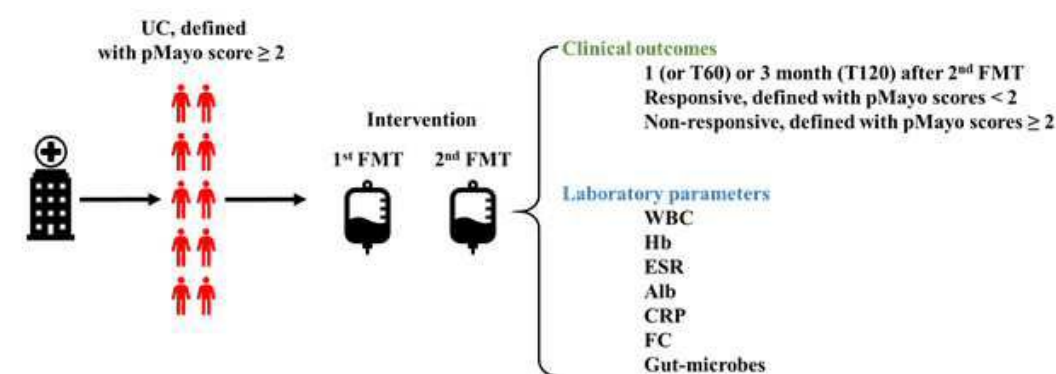 UC, defined
with pMayo score ≥ 2
Intervention
1st FMT 2nd FMT
Clinical outcomes
1 (or T60) or 3 month (T120) after 2nd FMT
Responsive, defined with pMayo scores < 2
Non-responsive, defined with pMayo scores ≥ 2
Laboratory parameters
WBC
Hb
ESR
Alb
CRP
FC
Gut-microbes